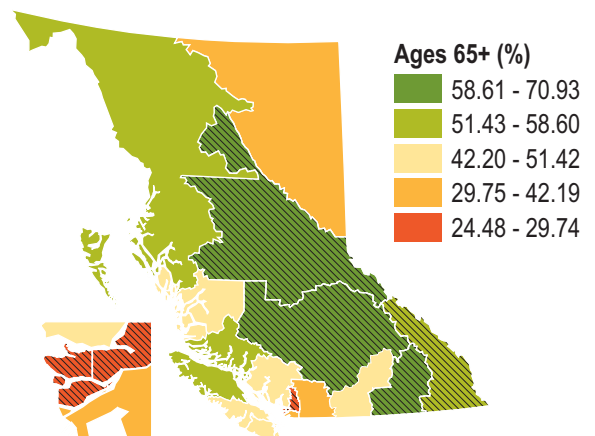 Ages 65+ (%)
58.61 - 70.93
51.43 - 58.60
42.20 - 51.42
29.75 - 42.19
24.48 - 29.74